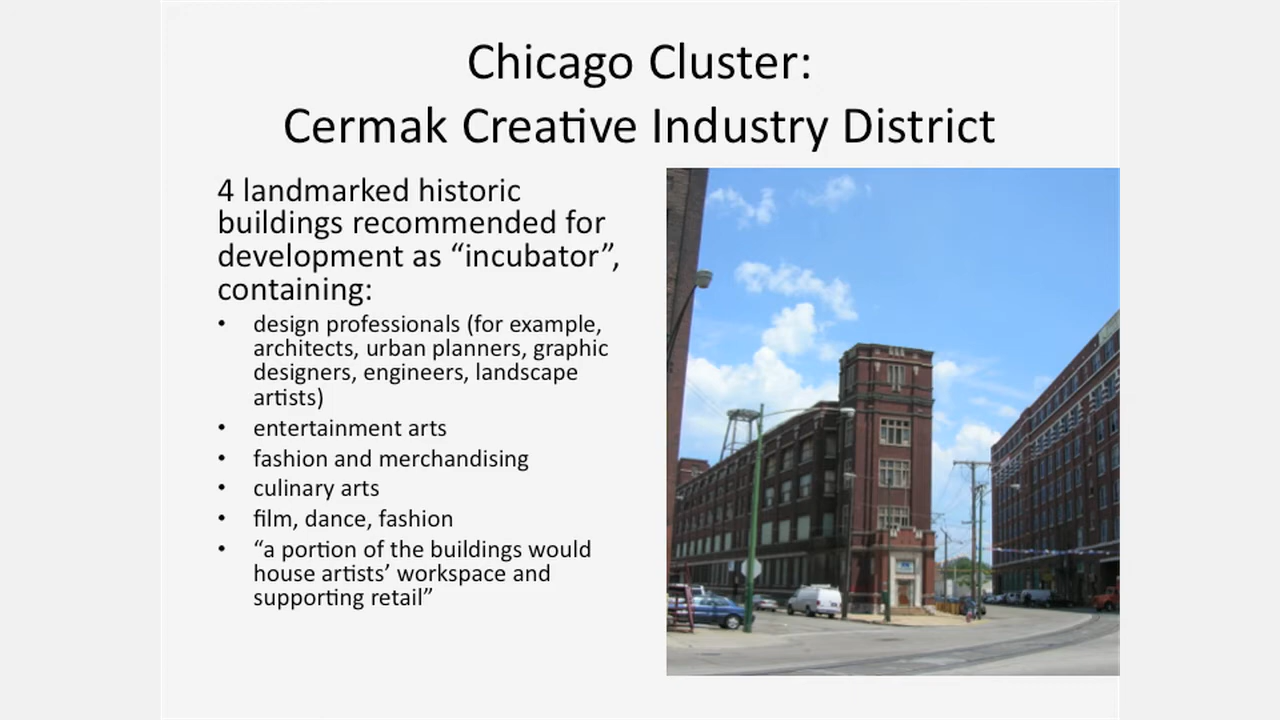 Chicago Cluster:
Cermak Creative Industry District
4 landmarked historic
buildings recommended for
development as “incubator”,
containing:
• design professionals (for example,
architects, urban planners, graphic
designers, engineers, landscape
artists)
• entertainment arts
• fashion and merchandising
• culinary arts
• film, dance, fashion
• “a portion of the buildings would
house artists’ workspace and
supporting retail”